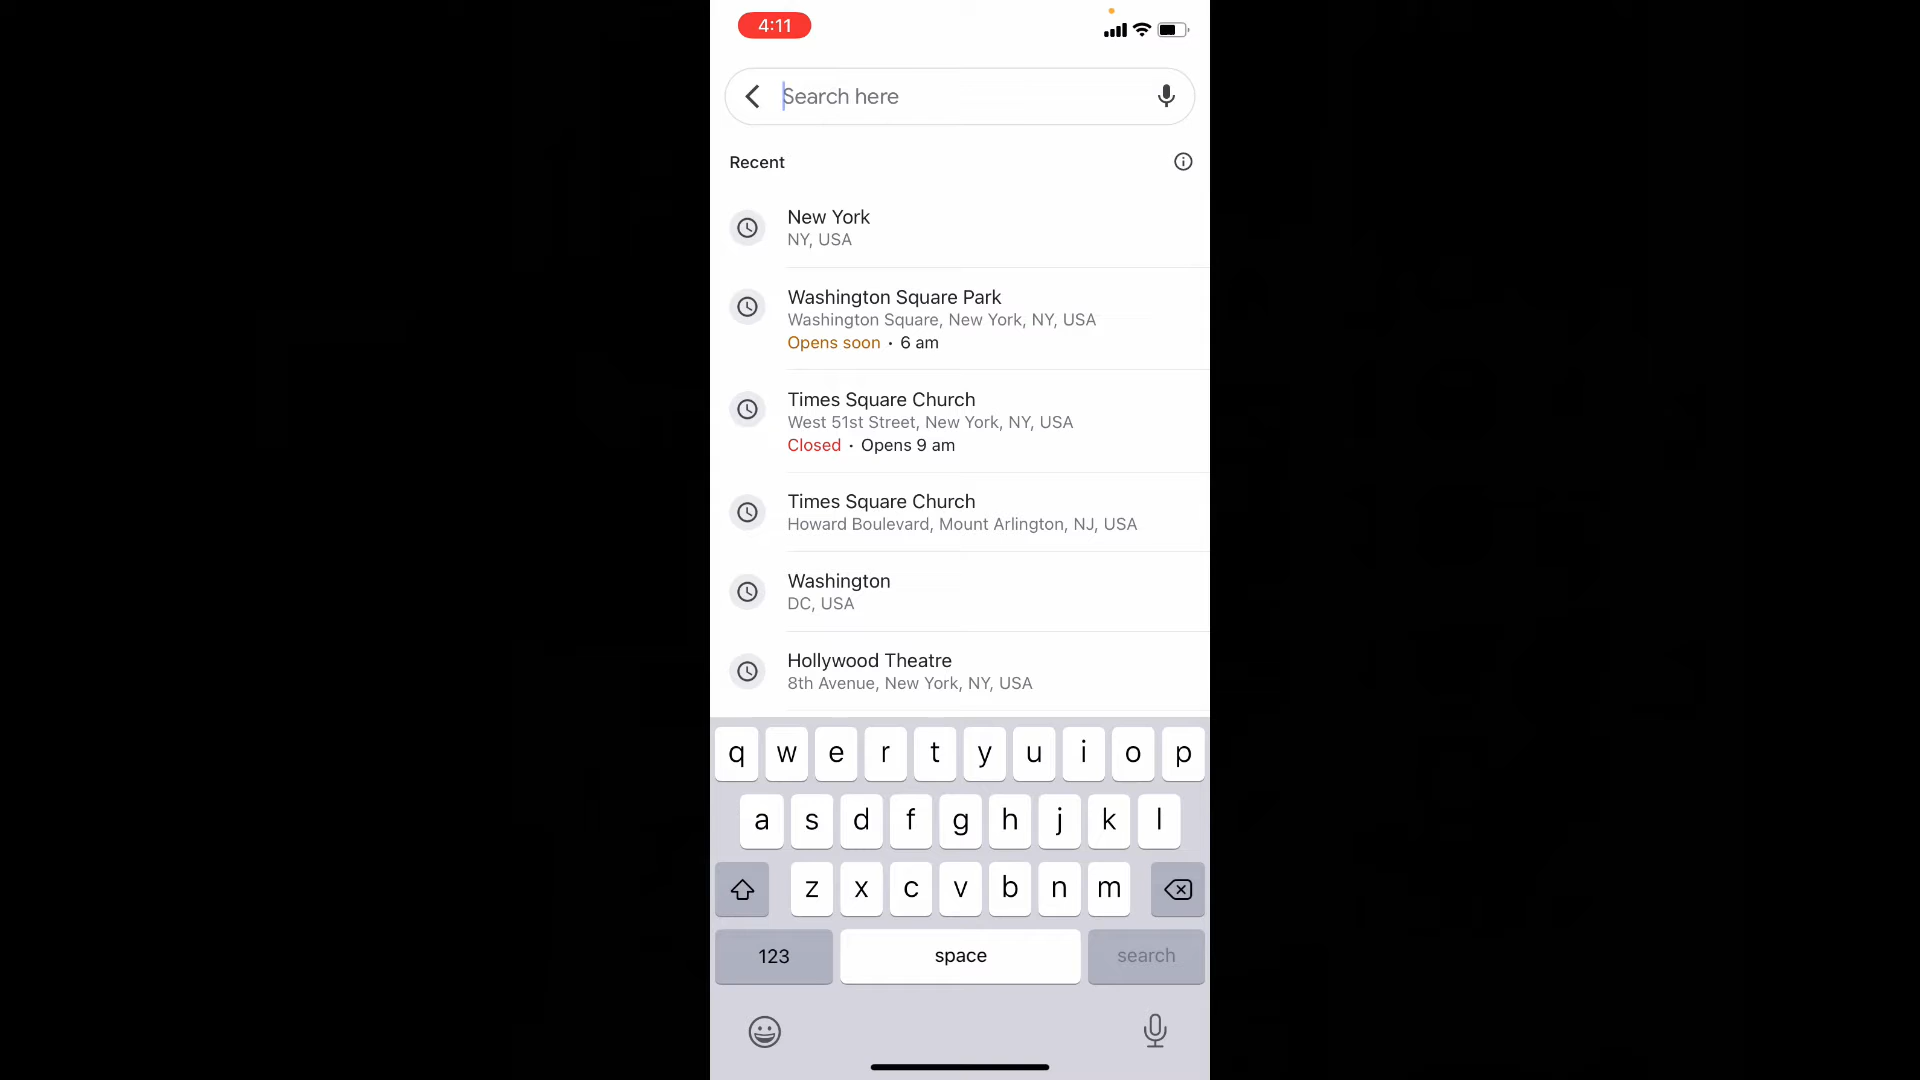 4:11
Search here
Recent
New York
NY, USA
Washington Square Park
Washington Square, New York, NY, USA
Opens soon · 6 am
Times Square Church
West 51st Street, New York, NY, USA
Closed · Opens 9 am
Times Square Church
Howard Boulevard, Mount Arlington, NJ, USA
Washington
DC, USA
Hollywood Theatre
8th Avenue, New York, NY, USA
q w e r t y u i o p
a s d f g h j k l
z x c v b n m
123 space search